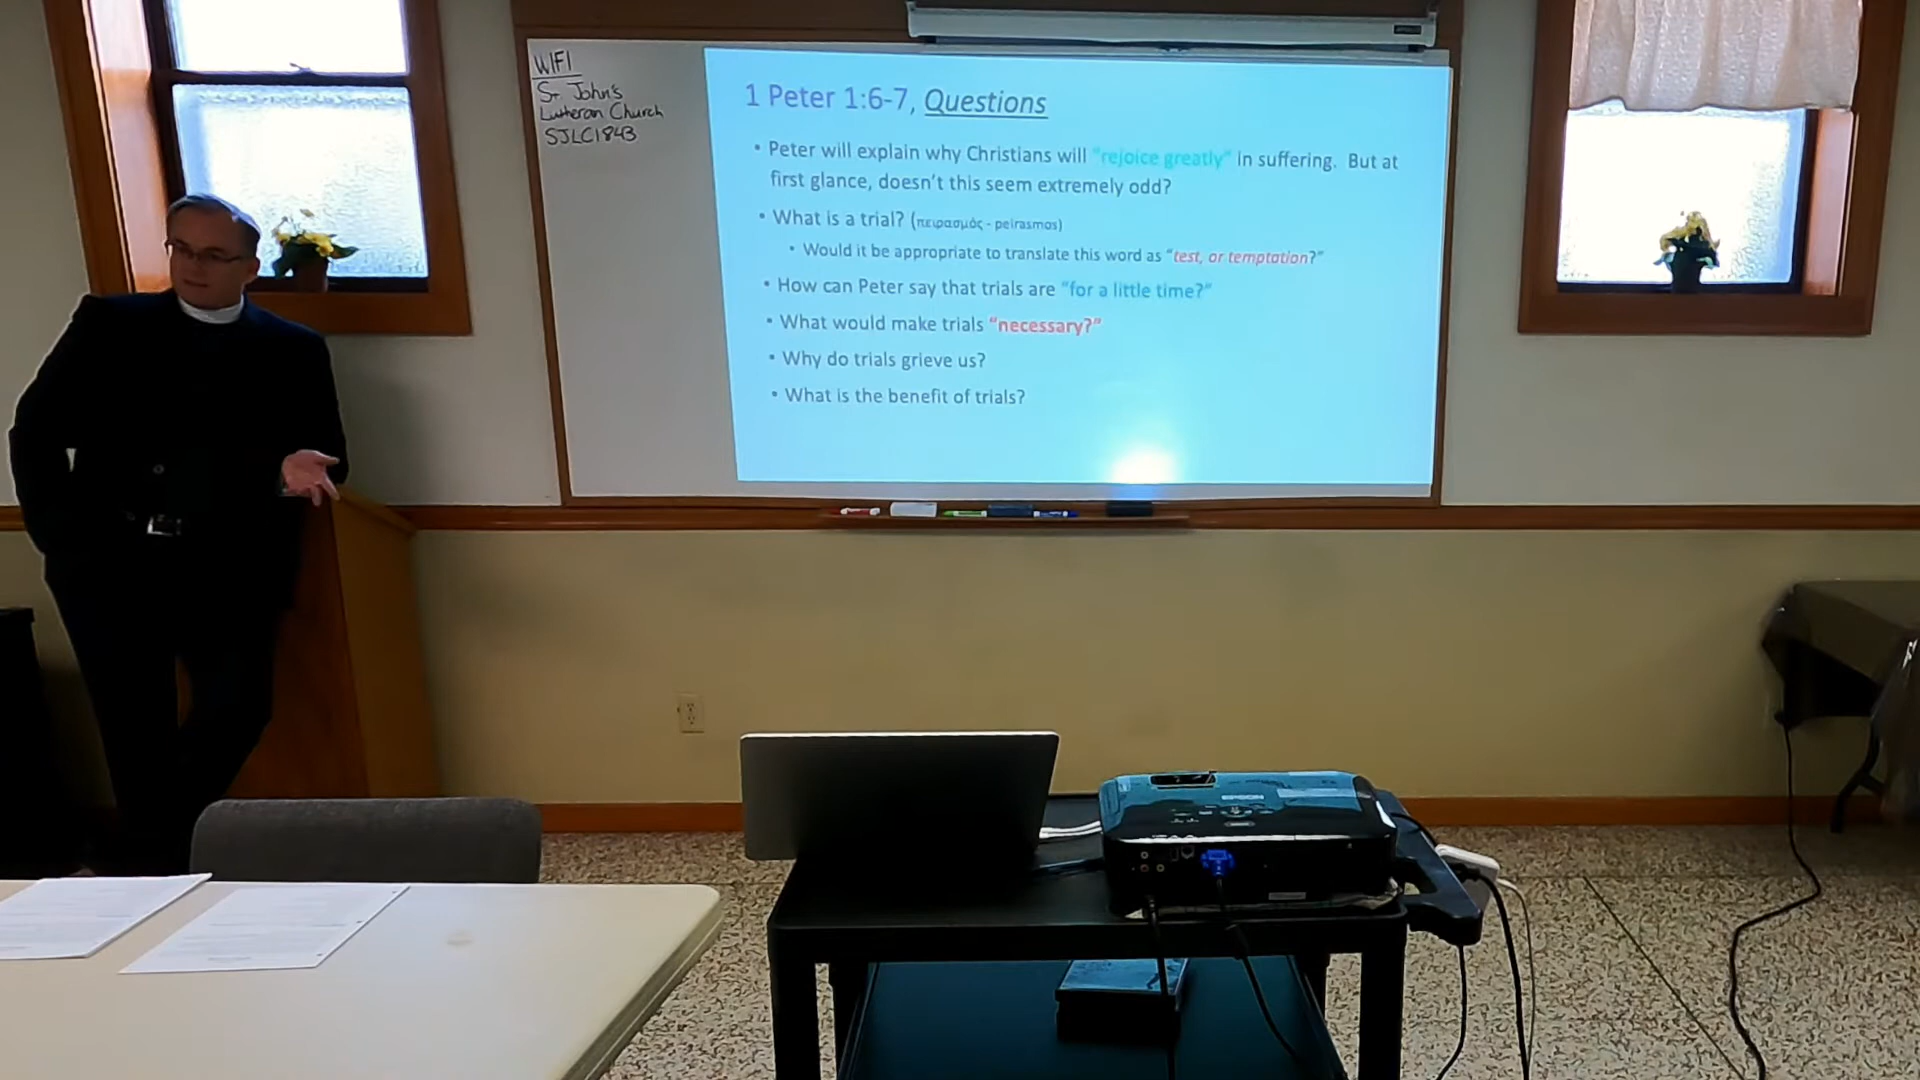 WIFI
St John's
Lutheran Church
SJLC1843
1 Peter 1:6-7, Questions
• Peter will explain why Christians will "rejoice greatly" in suffering. But at
first glance, doesn't this seem extremely odd?
• What is a trial? (πειρασμός - peirasmos)
• Would it be appropriate to translate this word as "test, or temptation?"
• How can Peter say that trials are "for a little time?"
• What would make trials "necessary?"
• Why do trials grieve us?
• What is the benefit of trials?
EPSON